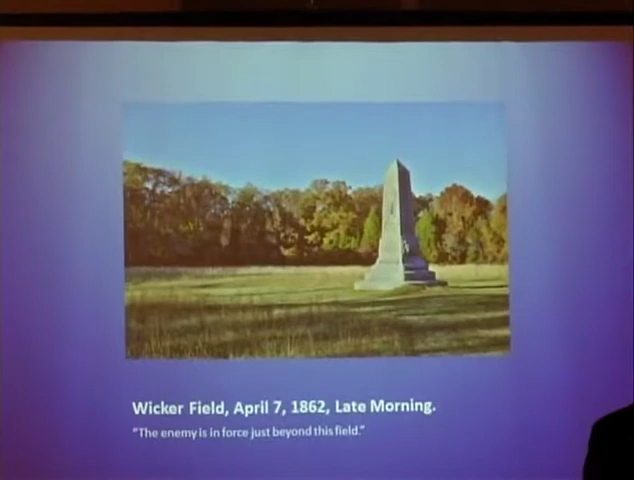 Wicker Field, April 7, 1862, Late Morning.
"The enemy is in force just beyond this field."